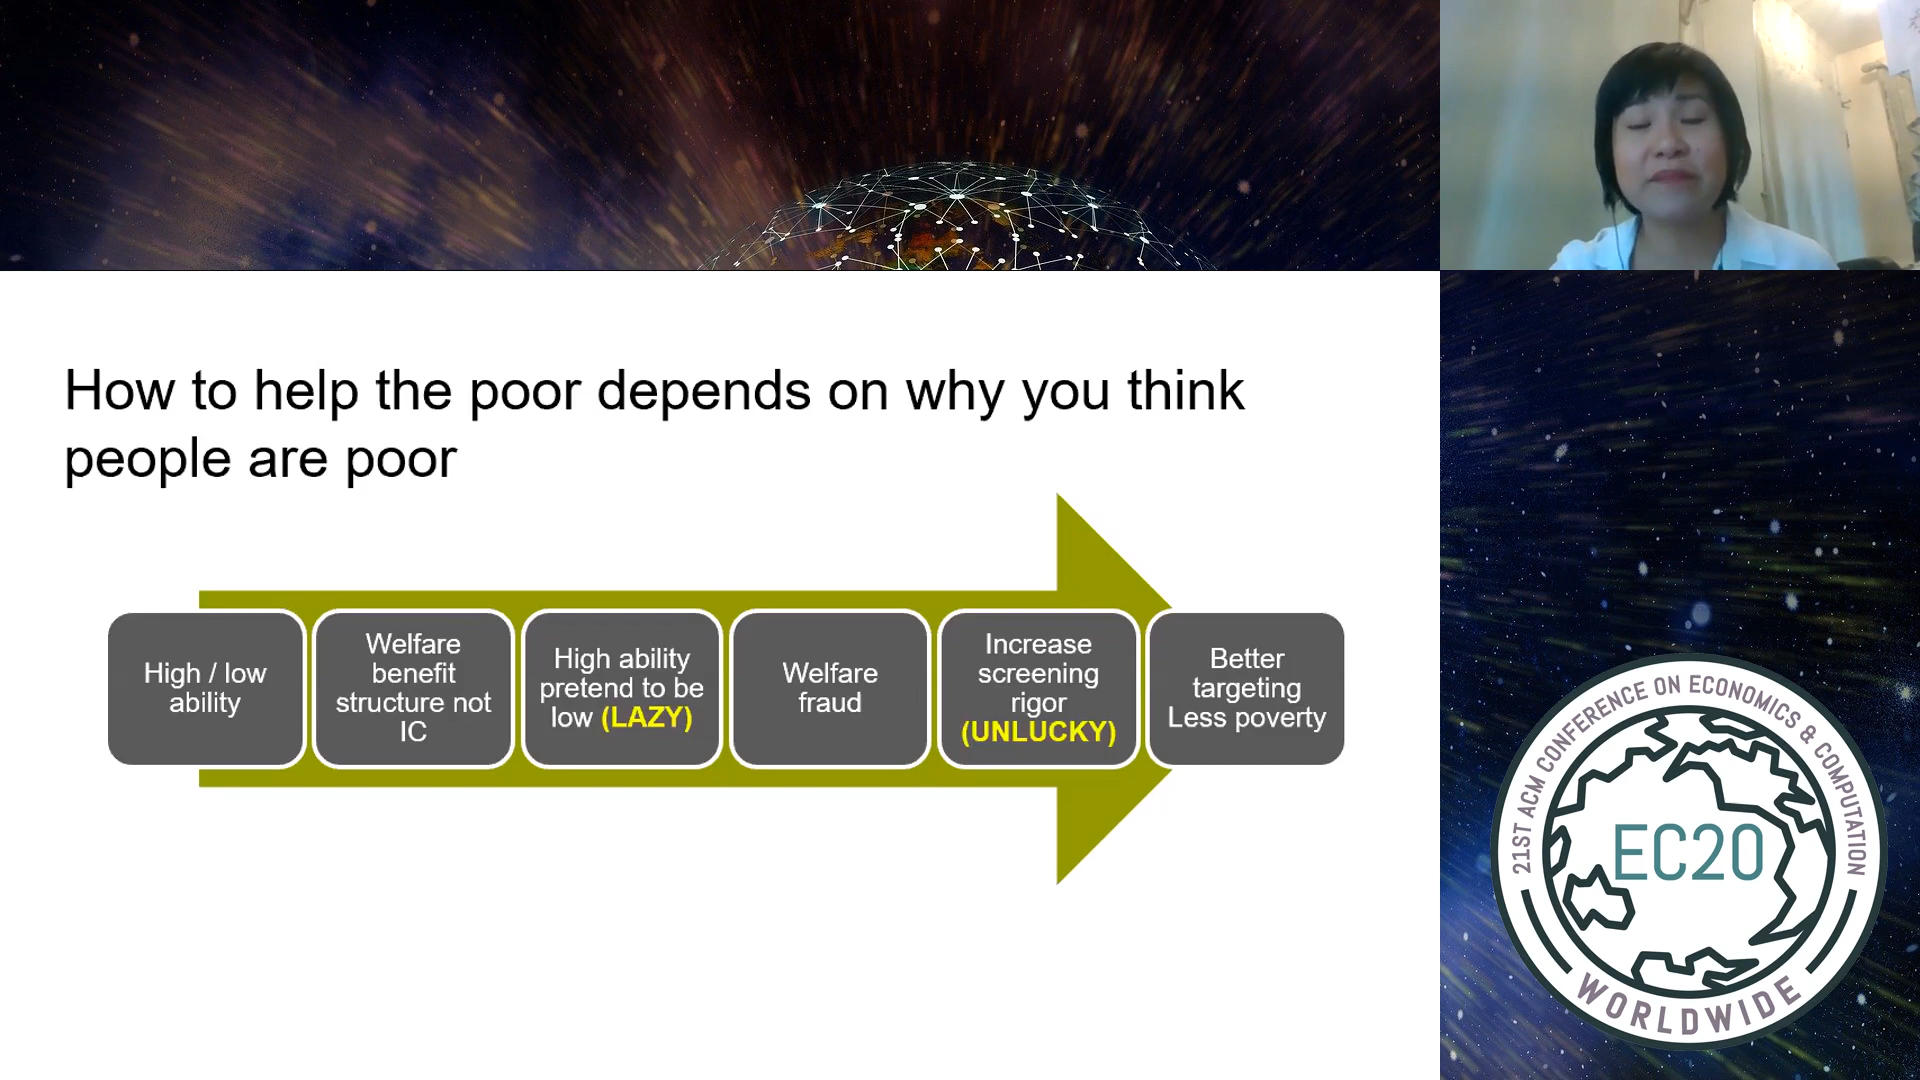 How to help the poor depends on why you think
people are poor
High / low
ability
Welfare
benefit
structure not
IC
High ability
pretend to be
low (LAZY)
Welfare
fraud
Increase
screening
rigor
(UNLUCKY)
Better
targeting
Less poverty
21ST ACM CONFERENCE ON ECONOMICS & COMPUTATION
EC20
WORLDWIDE